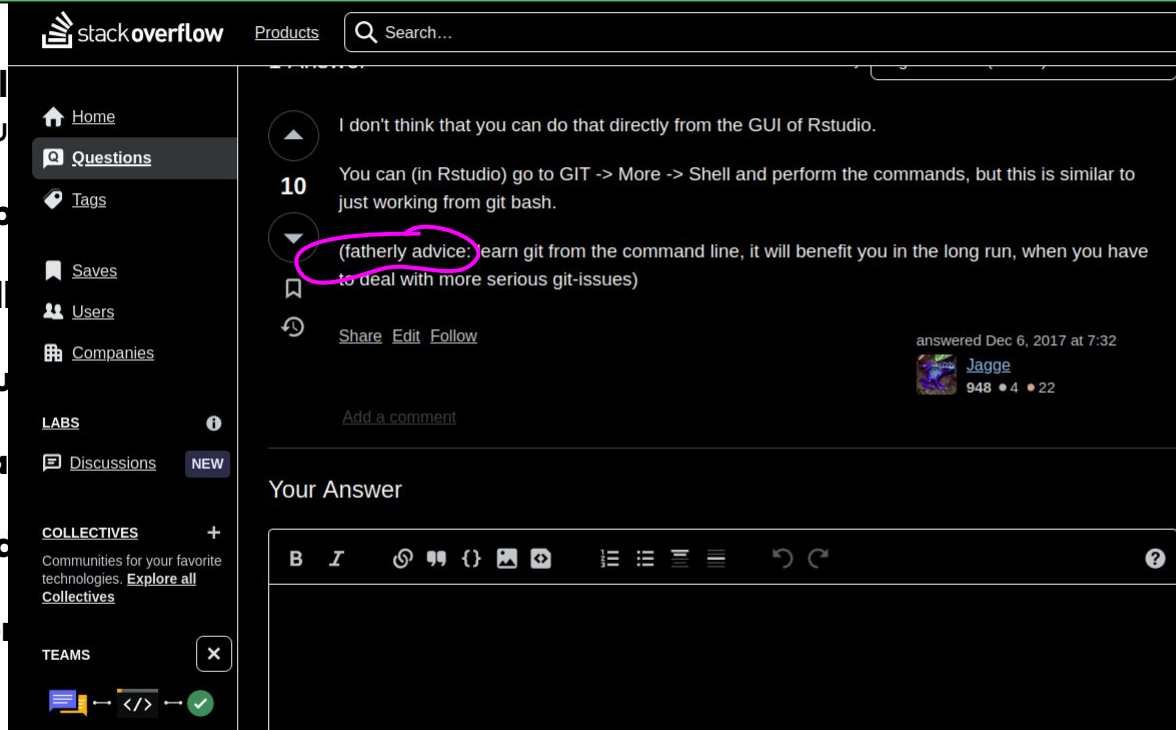 stackoverflow
Products
Search…
Home
Questions
Tags
Saves
Users
Companies
LABS
Discussions
NEW
COLLECTIVES
Communities for your favorite
technologies. Explore all
Collectives
TEAMS
10
I don't think that you can do that directly from the GUI of Rstudio.
You can (in Rstudio) go to GIT -> More -> Shell and perform the commands, but this is similar to
just working from git bash.
(fatherly advice: learn git from the command line, it will benefit you in the long run, when you have
to deal with more serious git-issues)
Share Edit Follow
answered Dec 6, 2017 at 7:32
Jagge
948 ●4 ●22
Add a comment
Your Answer
B I